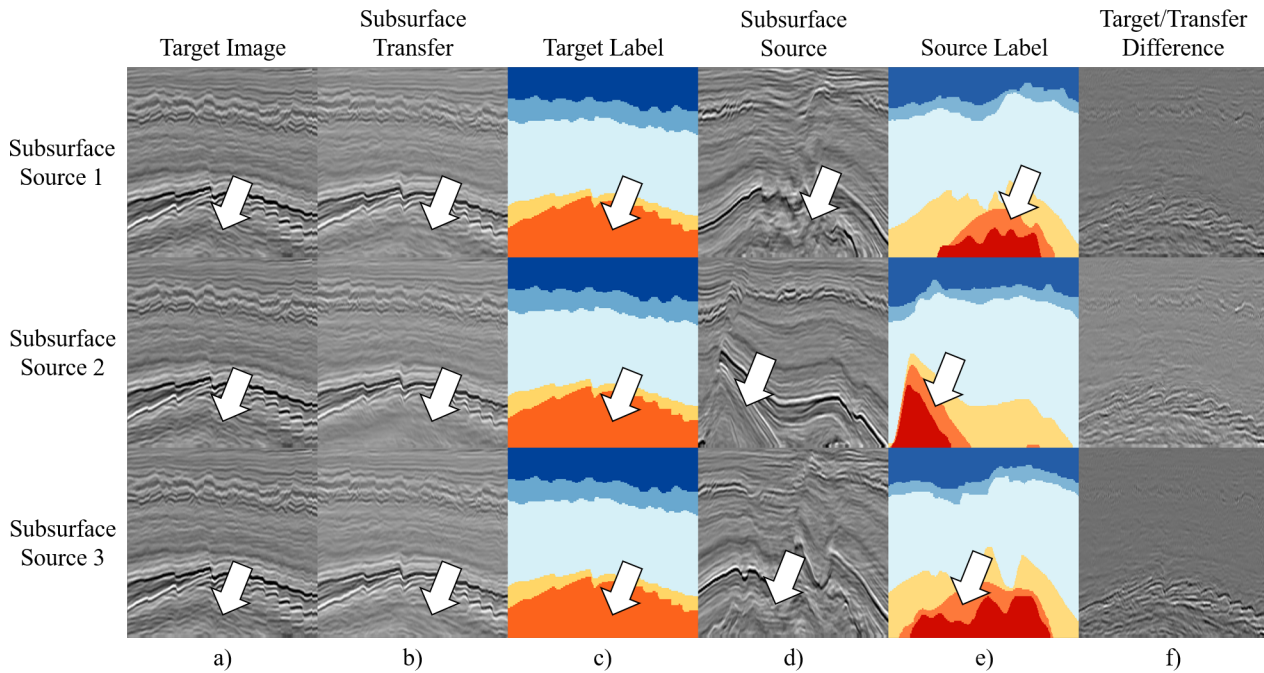 Target Image
Subsurface
Transfer
Target Label
Subsurface
Source
Source Label
Target/Transfer
Difference
Subsurface
Source 1
Subsurface
Source 2
Subsurface
Source 3
a)
b)
c)
d)
e)
f)